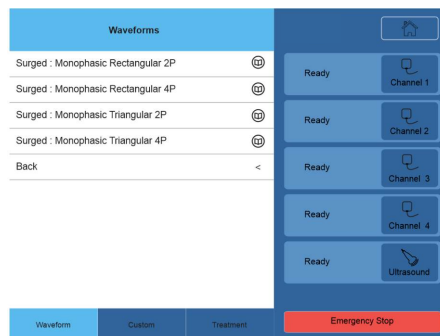 Waveforms
Surged : Monophasic Rectangular 2P
Surged : Monophasic Rectangular 4P
Surged : Monophasic Triangular 2P
Surged : Monophasic Triangular 4P
Back <
Ready
Channel 1
Ready
Channel 2
Ready
Channel 3
Ready
Channel 4
Ready
Ultrasound
Waveform Custom Treatment
Emergency Stop